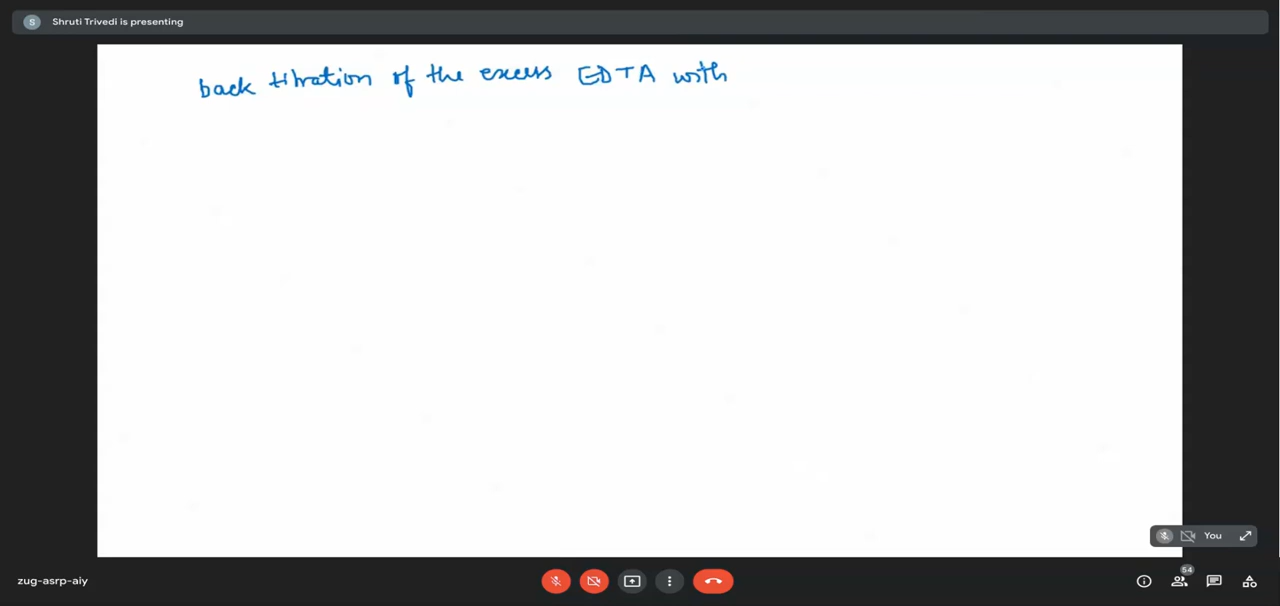 S Shruti Trivedi is presenting
back titration of the excess EDTA with
You
zug-asrp-aiy
54